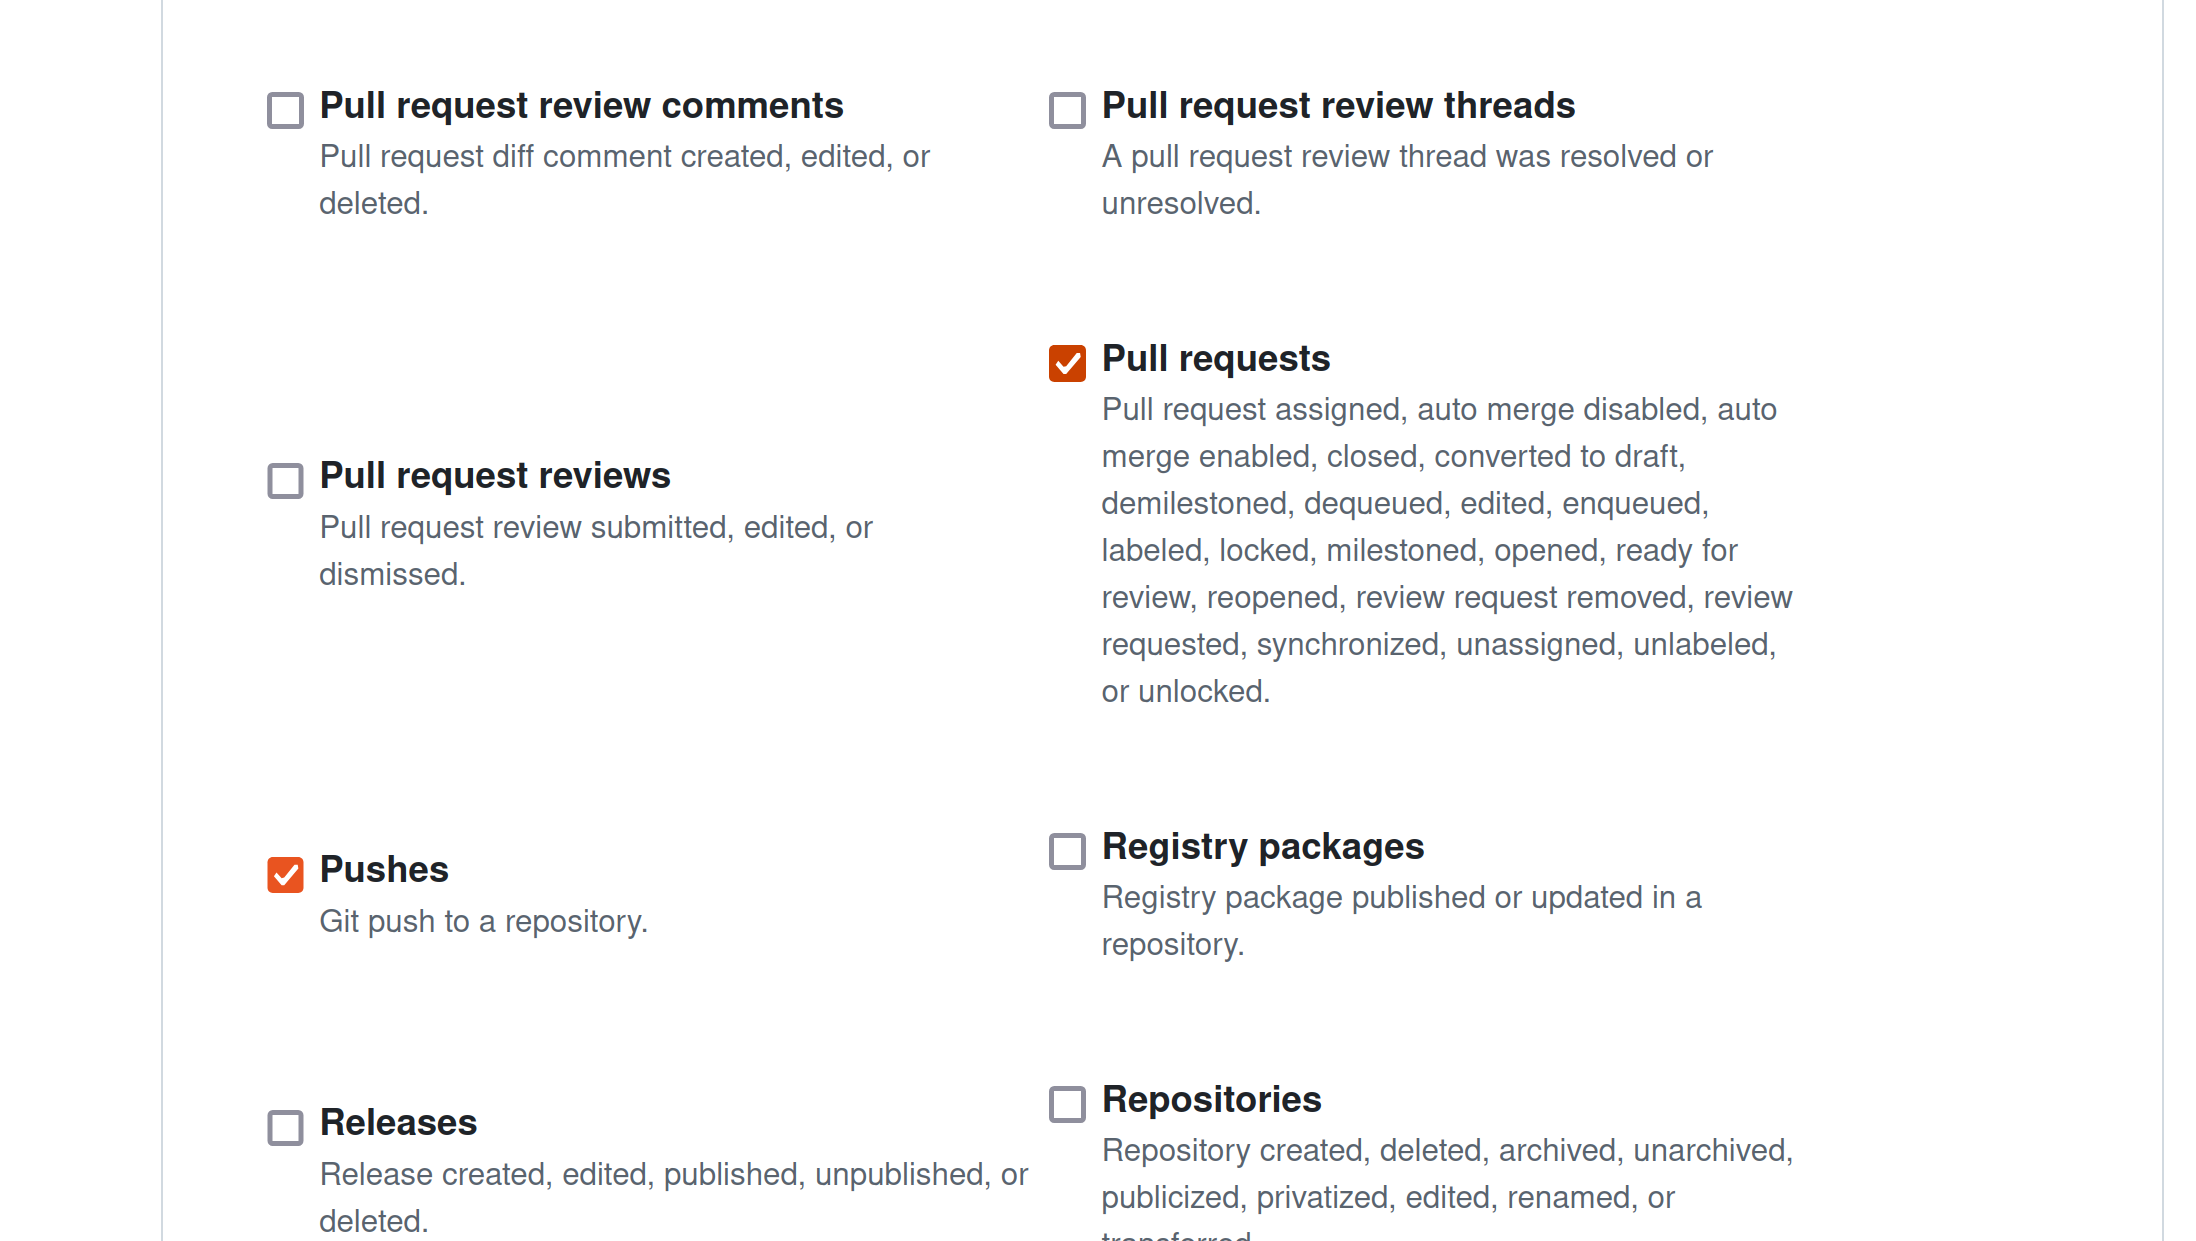 Pull request review comments
Pull request diff comment created, edited, or
deleted.
Pull request review threads
A pull request review thread was resolved or
unresolved.
Pull request reviews
Pull request review submitted, edited, or
dismissed.
Pull requests
Pull request assigned, auto merge disabled, auto
merge enabled, closed, converted to draft,
demilestoned, dequeued, edited, enqueued,
labeled, locked, milestoned, opened, ready for
review, reopened, review request removed, review
requested, synchronized, unassigned, unlabeled,
or unlocked.
Pushes
Git push to a repository.
Registry packages
Registry package published or updated in a
repository.
Releases
Release created, edited, published, unpublished, or
deleted.
Repositories
Repository created, deleted, archived, unarchived,
publicized, privatized, edited, renamed, or
transferred.